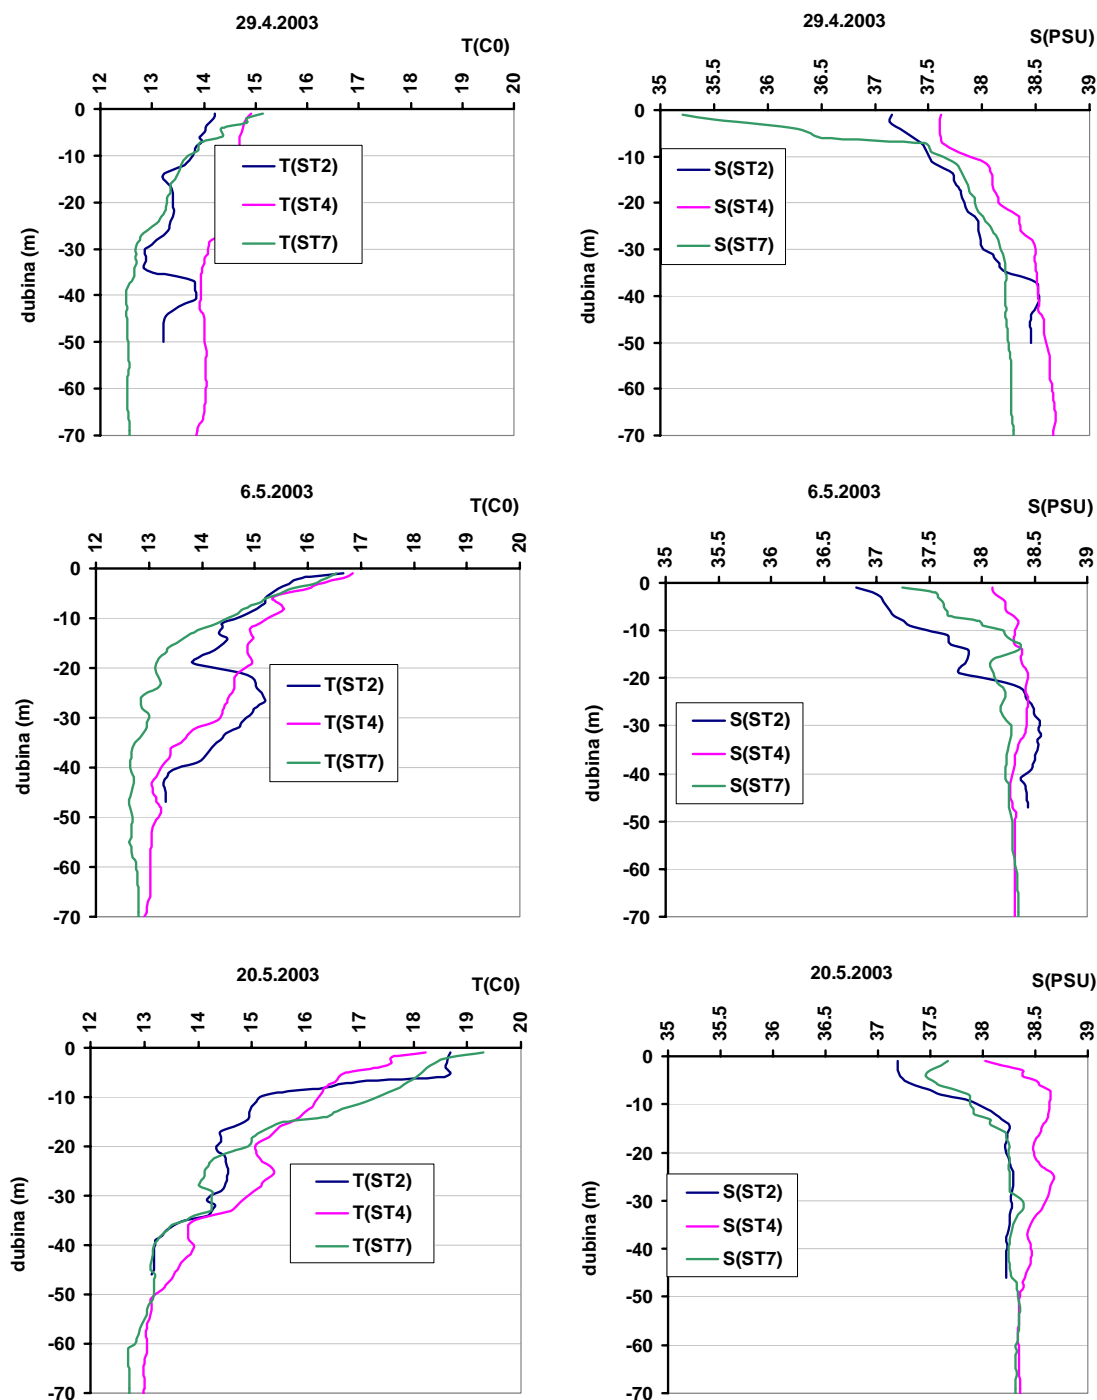 29.4.2003
T(C0)
12 13 14 15 16 17 18 19 20
0
-10
-20
-30
-40
-50
-60
-70
dubina (m)
T(ST2)
T(ST4)
T(ST7)
29.4.2003
S(PSU)
35 35.5 36 36.5 37 37.5 38 38.5 39
0
-10
-20
-30
-40
-50
-60
-70
dubina (m)
S(ST2)
S(ST4)
S(ST7)
6.5.2003
T(C0)
12 13 14 15 16 17 18 19 20
0
-10
-20
-30
-40
-50
-60
-70
dubina (m)
T(ST2)
T(ST4)
T(ST7)
6.5.2003
S(PSU)
35 35.5 36 36.5 37 37.5 38 38.5 39
0
-10
-20
-30
-40
-50
-60
-70
dubina (m)
S(ST2)
S(ST4)
S(ST7)
20.5.2003
T(C0)
12 13 14 15 16 17 18 19 20
0
-10
-20
-30
-40
-50
-60
-70
dubina (m)
T(ST2)
T(ST4)
T(ST7)
20.5.2003
S(PSU)
35 35.5 36 36.5 37 37.5 38 38.5 39
0
-10
-20
-30
-40
-50
-60
-70
dubina (m)
S(ST2)
S(ST4)
S(ST7)